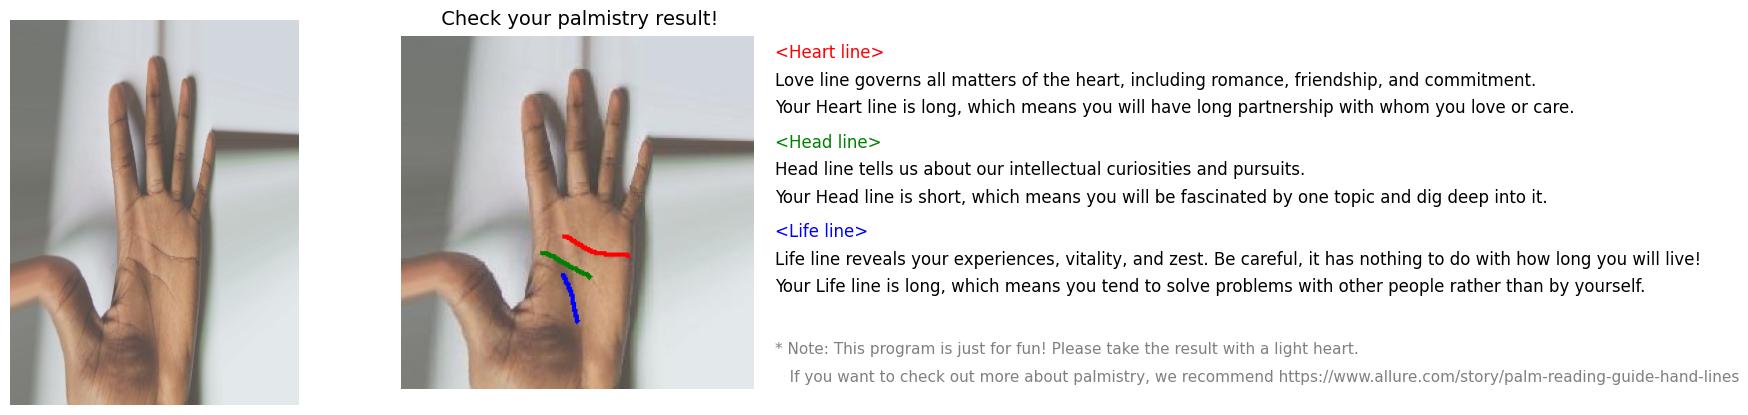 Check your palmistry result!
<Heart line>
Love line governs all matters of the heart, including romance, friendship, and commitment.
Your Heart line is long, which means you will have long partnership with whom you love or care.
<Head line>
Head line tells us about our intellectual curiosities and pursuits.
Your Head line is short, which means you will be fascinated by one topic and dig deep into it.
<Life line>
Life line reveals your experiences, vitality, and zest. Be careful, it has nothing to do with how long you will live!
Your Life line is long, which means you tend to solve problems with other people rather than by yourself.
* Note: This program is just for fun! Please take the result with a light heart.
If you want to check out more about palmistry, we recommend https://www.allure.com/story/palm-reading-guide-hand-lines